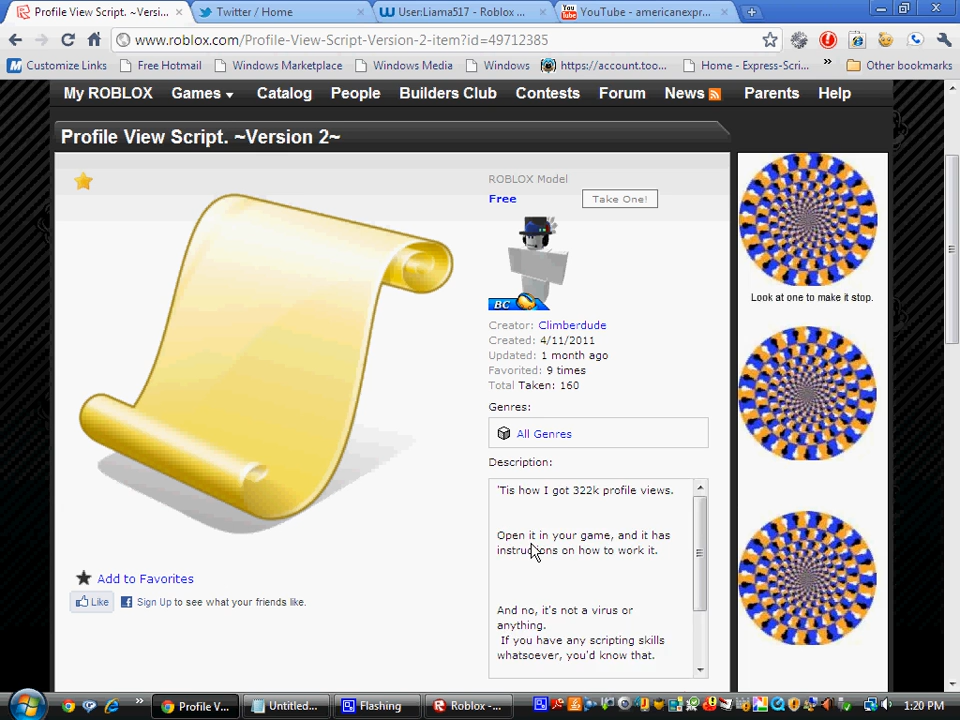 Profile View Script. ~Versi...
Twitter / Home
User:Liama517 - Roblox ...
YouTube - americanexpr...
www.roblox.com/Profile-View-Script-Version-2-item?id=49712385
Customize Links
Free Hotmail
Windows Marketplace
Windows Media
Windows
https://account.too...
Home - Express-Scri...
»
Other bookmarks
My ROBLOX
Games
Catalog
People
Builders Club
Contests
Forum
News
Parents
Help
Profile View Script. ~Version 2~
ROBLOX Model
Free
Take One!
BC
Creator: Climberdude
Created: 4/11/2011
Updated: 1 month ago
Favorited: 9 times
Total Taken: 160
Genres:
All Genres
Description:
'Tis how I got 322k profile views.
Open it in your game, and it has
instructions on how to work it.
And no, it's not a virus or
anything.
If you have any scripting skills
whatsoever, you'd know that.
Add to Favorites
Like
Sign Up to see what your friends like.
Look at one to make it stop.
»
Profile V...
Untitled...
Flashing
Roblox -...
1:20 PM